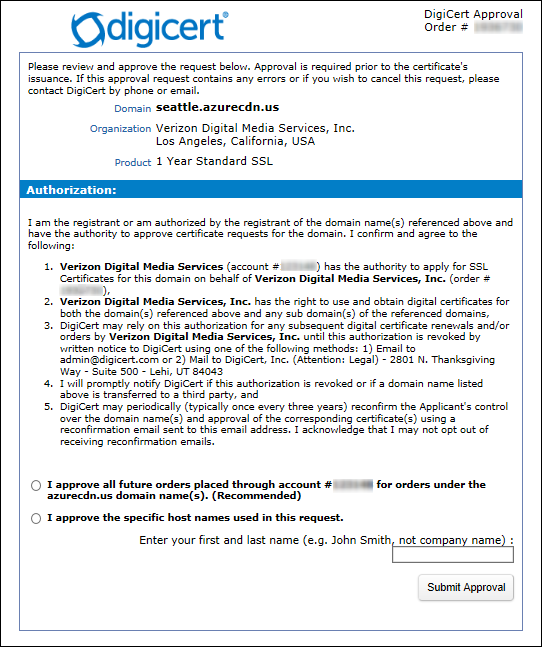 digicert®
DigiCert Approval
Order #
Please review and approve the request below. Approval is required prior to the certificate's
issuance. If this approval request contains any errors or if you wish to cancel this request, please
contact DigiCert by phone or email.
Domain seattle.azurecdn.us
Organization Verizon Digital Media Services, Inc.
Los Angeles, California, USA
Product 1 Year Standard SSL
Authorization:
I am the registrant or am authorized by the registrant of the domain name(s) referenced above and
have the authority to approve certificate requests for the domain. I confirm and agree to the
following:
1. Verizon Digital Media Services (account #) has the authority to apply for SSL
Certificates for this domain on behalf of Verizon Digital Media Services, Inc. (order #
),
2. Verizon Digital Media Services, Inc. has the right to use and obtain digital certificates for
both the domain(s) referenced above and any sub domain(s) of the referenced domains,
3. DigiCert may rely on this authorization for any subsequent digital certificate renewals and/or
orders by Verizon Digital Media Services, Inc. until this authorization is revoked by
written notice to DigiCert using one of the following methods: 1) Email to
admin@digicert.com or 2) Mail to DigiCert, Inc. (Attention: Legal) - 2801 N. Thanksgiving
Way - Suite 500 - Lehi, UT 84043
4. I will promptly notify DigiCert if this authorization is revoked or if a domain name listed
above is transferred to a third party, and
5. DigiCert may periodically (typically once every three years) reconfirm the Applicant's control
over the domain name(s) and approval of the corresponding certificate(s) using a
reconfirmation email sent to this email address. I acknowledge that I may not opt out of
receiving reconfirmation emails.
I approve all future orders placed through account # for orders under the
azurecdn.us domain name(s). (Recommended)
I approve the specific host names used in this request.
Enter your first and last name (e.g. John Smith, not company name) :
Submit Approval